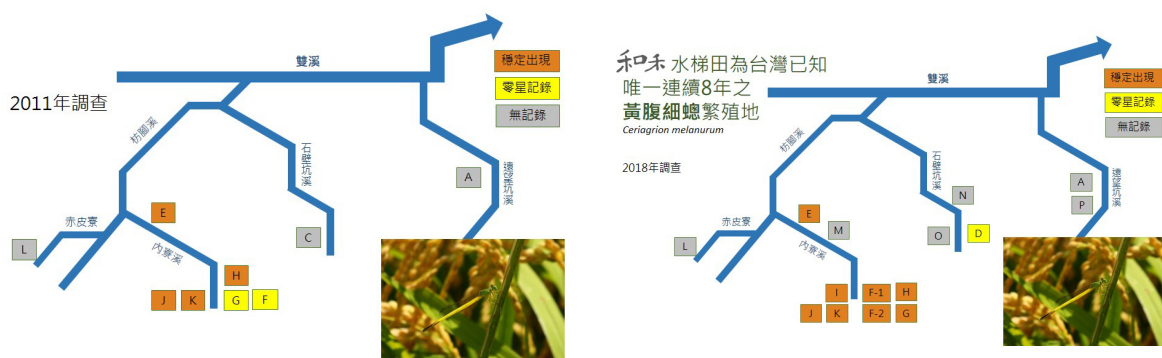 雙溪
穩定出現
零星記錄
無記錄
2011年調查
枋腳溪
石壁坑溪
遠望坑溪
A
E
赤皮寮
L
內寮溪
C
H
J
K
G
F
和禾水梯田為台灣已知
唯一連續8年之
黃腹細蟌繁殖地
Ceriagrion melanurum
2018年調查
雙溪
穩定出現
零星記錄
無記錄
枋腳溪
石壁坑溪
遠望坑溪
A
P
N
E
M
O
D
赤皮寮
L
內寮溪
I
F-1
H
J
K
F-2
G